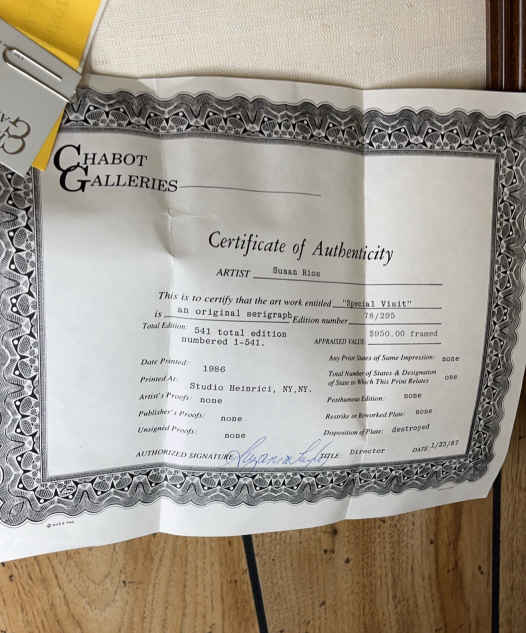 CHABOT
GALLERIES
Certificate of Authenticity
ARTIST Susan Rios
This is to certify that the art work entitled "Special Visit"
is an original serigraph Edition number 78/295
Total Edition: 541 total edition
numbered 1-541.
APPRAISED VALUE: $950.00 framed
Date Printed: 1986
Printed At: Studio Heinrici, NY,NY.
Artist's Proofs: none
Publisher's Proofs: none
Unsigned Proofs: none
Any Prior States of Same Impression: none
Total Number of States & Designation
of State to Which This Print Relates one
Posthumous Edition: none
Restrike or Reworked Plate: none
Disposition of Plate: destroyed
AUTHORIZED SIGNATURE TITLE Director DATE 1/23/87